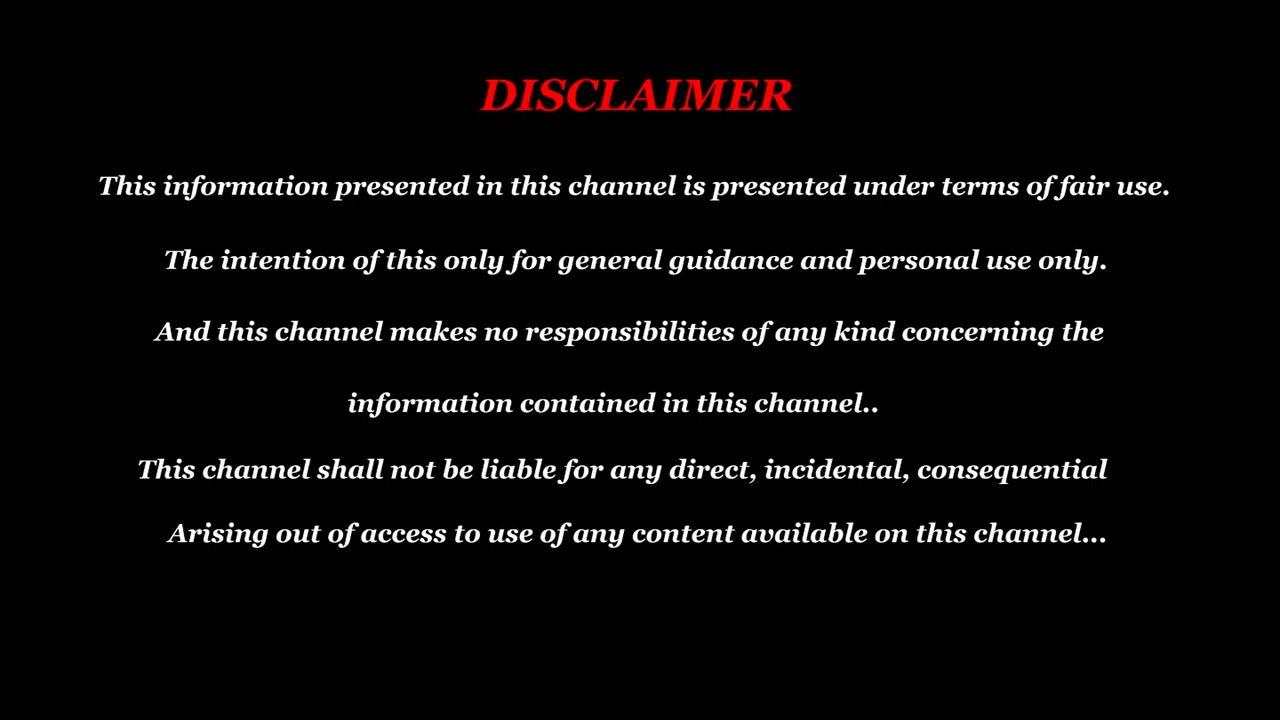 DISCLAIMER
This information presented in this channel is presented under terms of fair use.
The intention of this only for general guidance and personal use only.
And this channel makes no responsibilities of any kind concerning the
information contained in this channel..
This channel shall not be liable for any direct, incidental, consequential
Arising out of access to use of any content available on this channel...